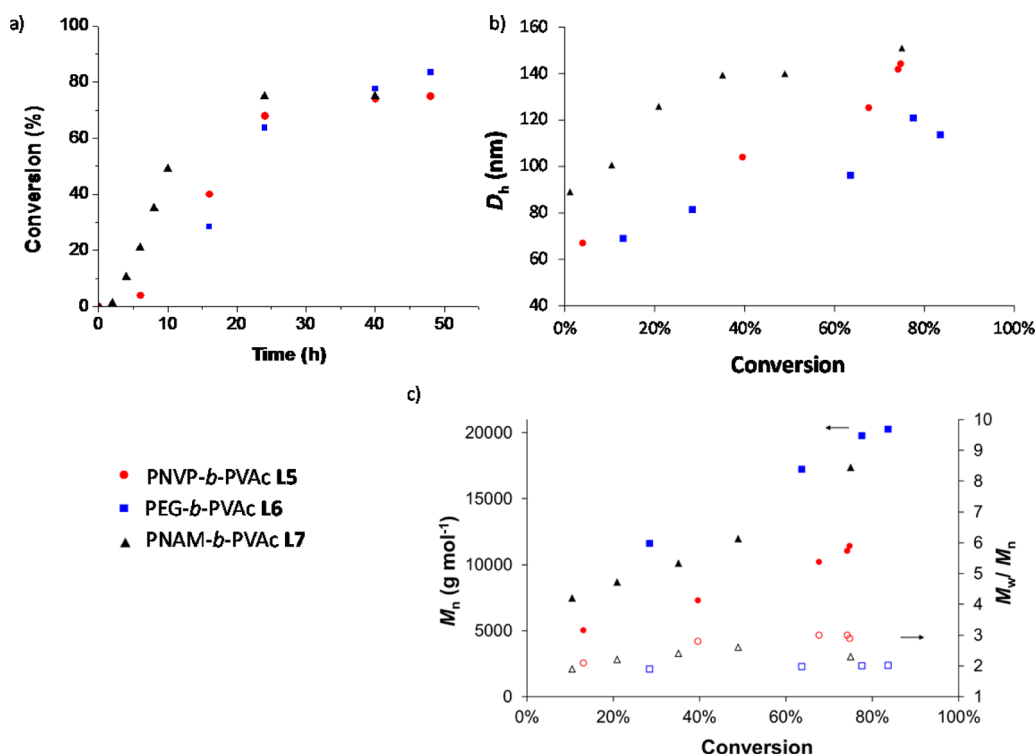 a)
100
80
60
40
20
0
Conversion (%)
0 10 20 30 40 50
Time (h)
b)
160
140
120
100
80
60
40
Dh (nm)
0% 20% 40% 60% 80% 100%
Conversion
PNVP-b-PVAc L5
PEG-b-PVAc L6
PNAM-b-PVAc L7
c)
20000
15000
10000
5000
0
Mn (g mol-1)
10
9
8
7
6
5
4
3
2
1
Mw/ Mn
0% 20% 40% 60% 80% 100%
Conversion